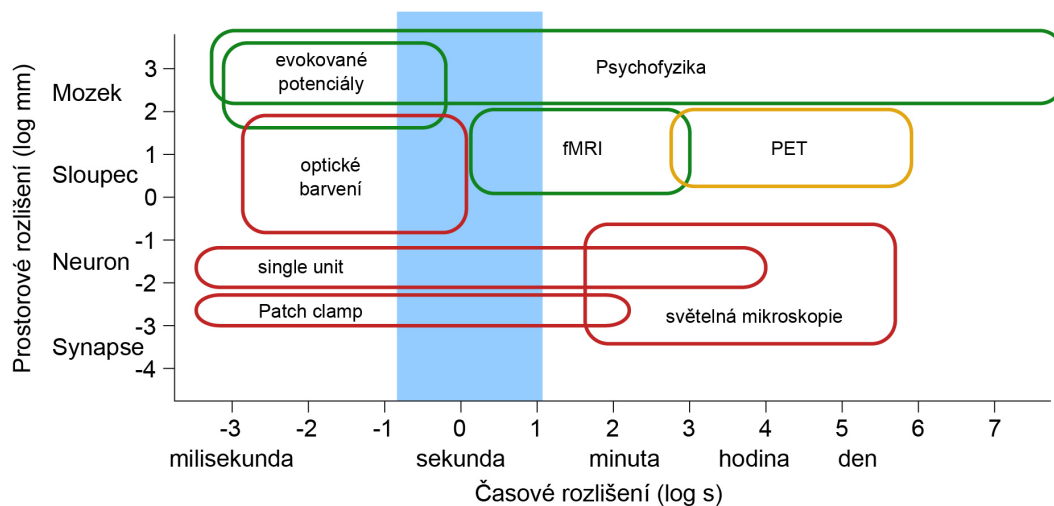 Prostorové rozlišení (log mm)
Mozek
Sloupec
Neuron
Synapse
3
2
1
0
-1
-2
-3
-4
evokované
potenciály
Psychofyzika
optické
barvení
fMRI
PET
single unit
Patch clamp
světelná mikroskopie
-3 -2 -1 0 1 2 3 4 5 6 7
milisekunda sekunda minuta hodina den
Časové rozlišení (log s)